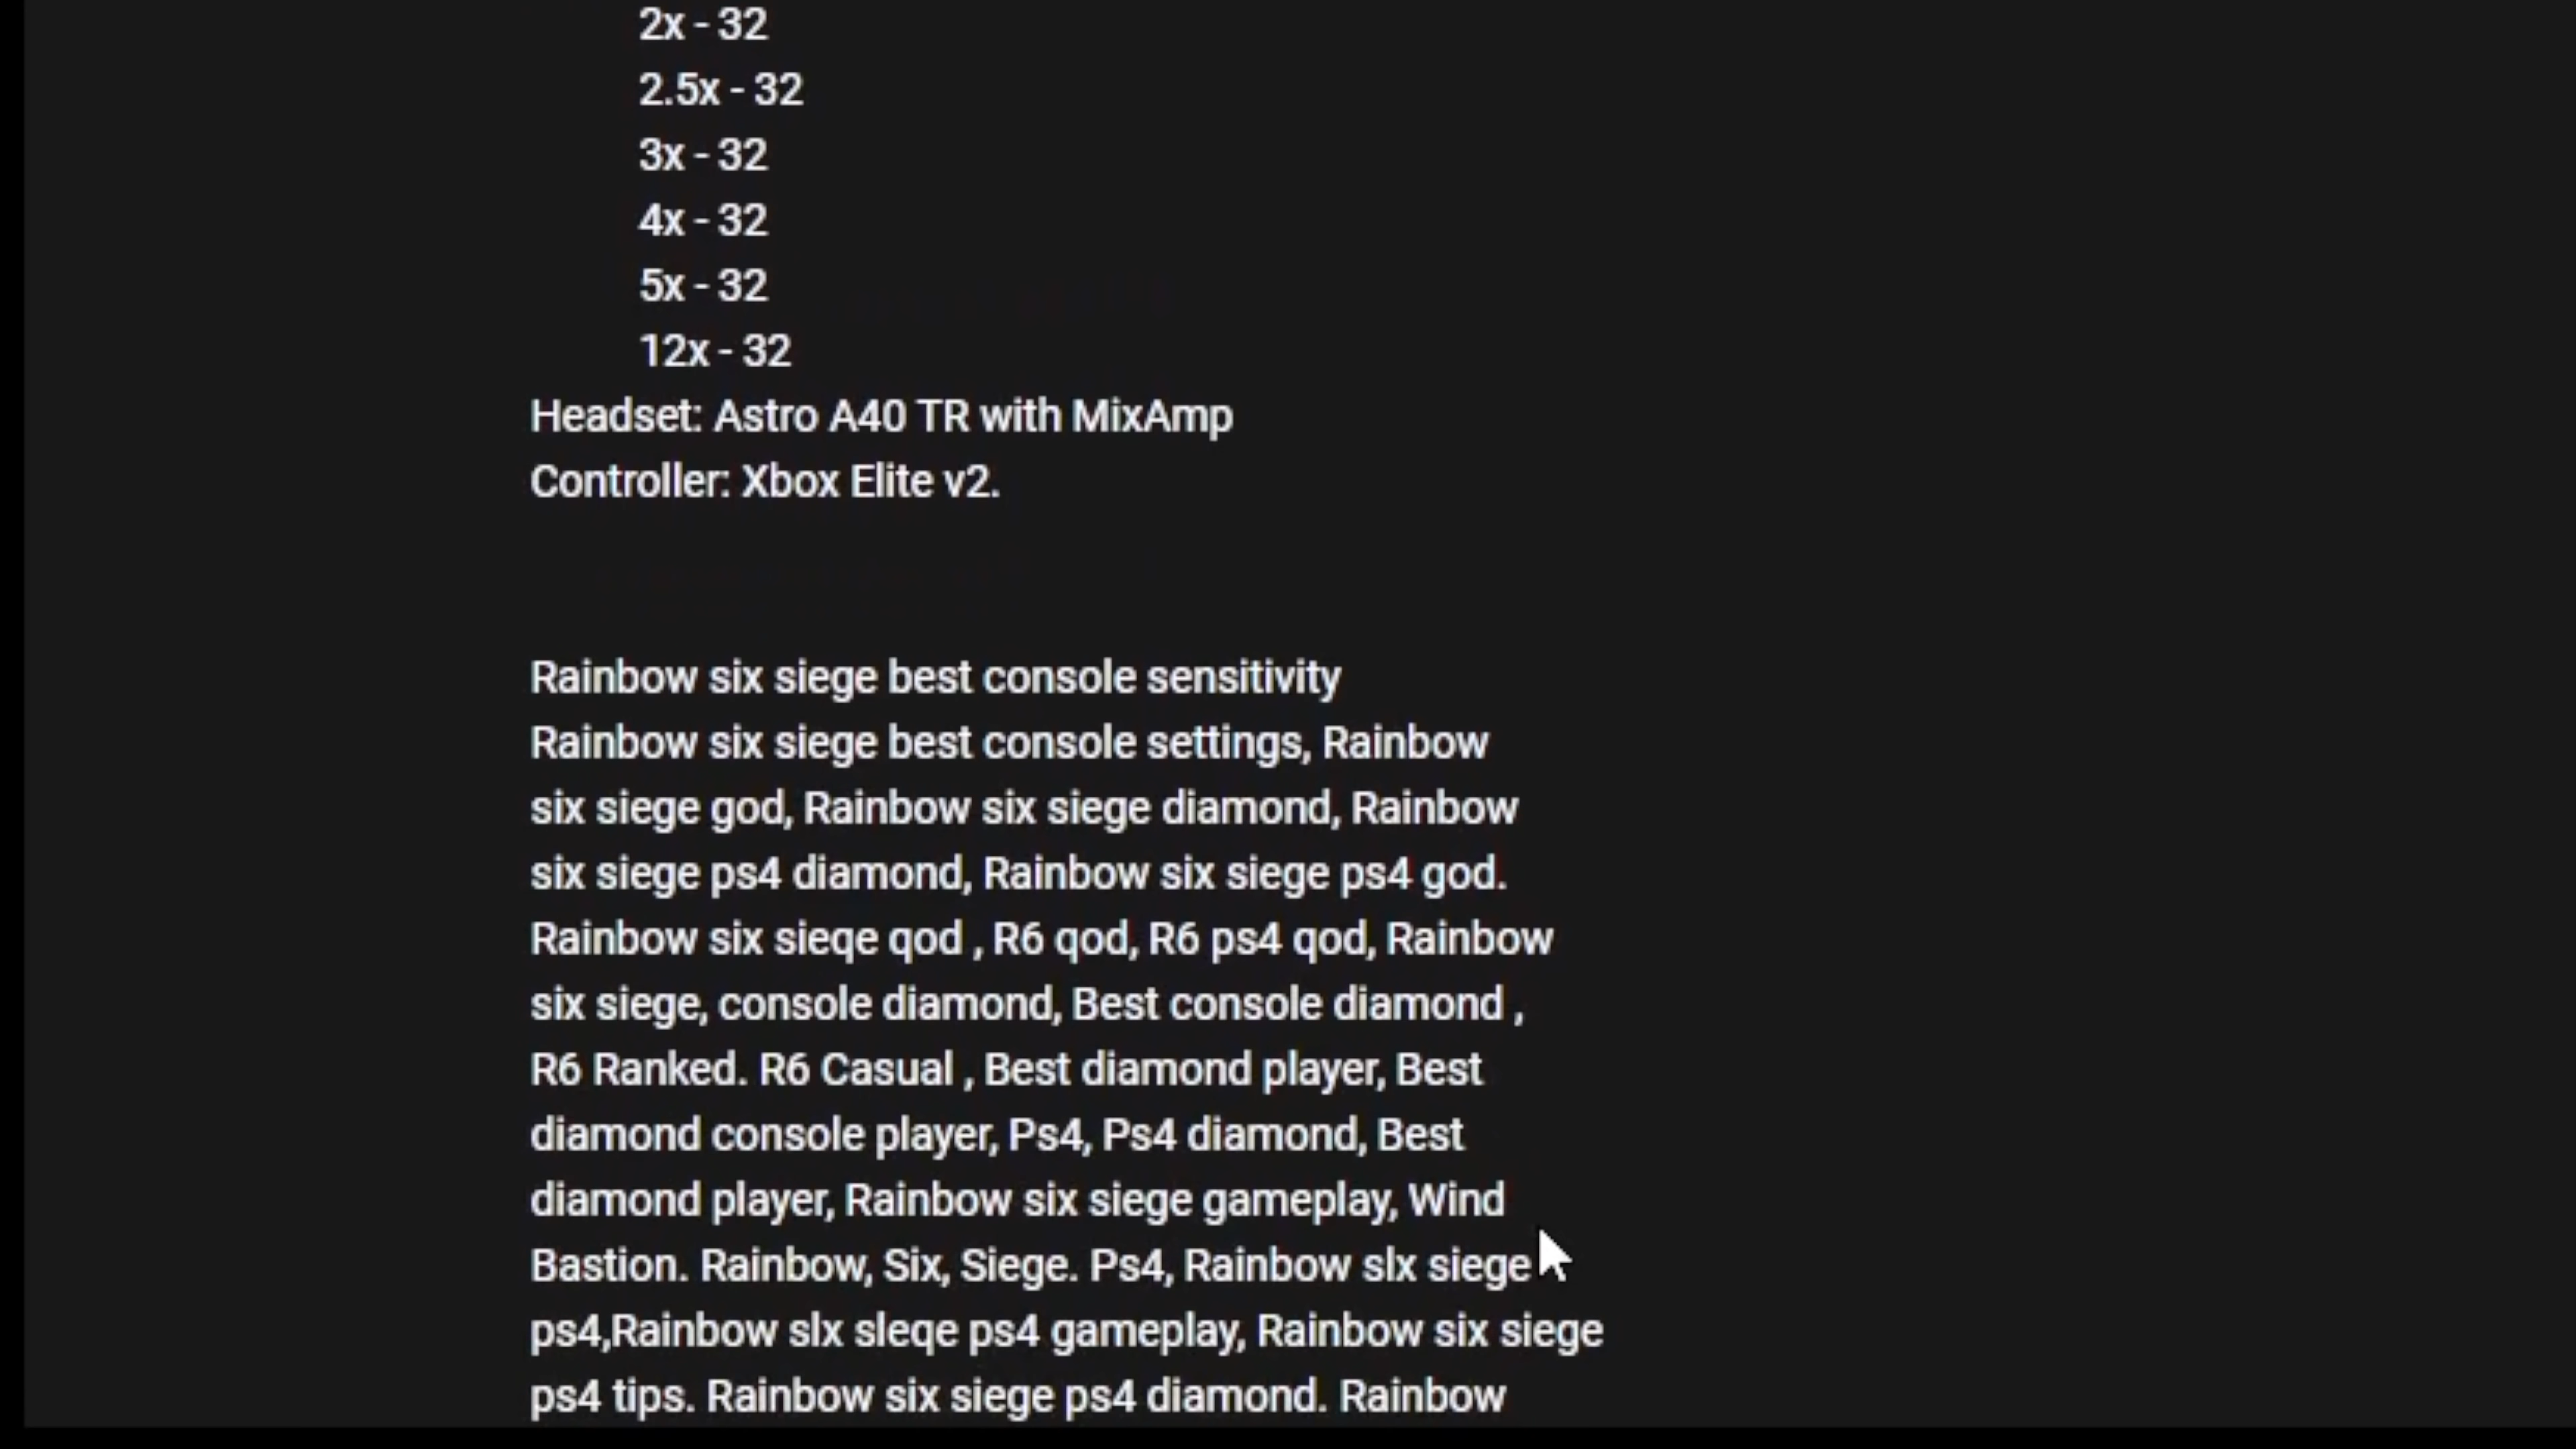 2x - 32
2.5x - 32
3x - 32
4x - 32
5x - 32
12x - 32
Headset: Astro A40 TR with MixAmp
Controller: Xbox Elite v2.
Rainbow six siege best console sensitivity
Rainbow six siege best console settings, Rainbow
six siege god, Rainbow six siege diamond, Rainbow
six siege ps4 diamond, Rainbow six siege ps4 god.
Rainbow six sieqe qod , R6 qod, R6 ps4 qod, Rainbow
six siege, console diamond, Best console diamond ,
R6 Ranked. R6 Casual , Best diamond player, Best
diamond console player, Ps4, Ps4 diamond, Best
diamond player, Rainbow six siege gameplay, Wind
Bastion. Rainbow, Six, Siege. Ps4, Rainbow slx siege
ps4,Rainbow slx sleqe ps4 gameplay, Rainbow six siege
ps4 tips. Rainbow six siege ps4 diamond. Rainbow